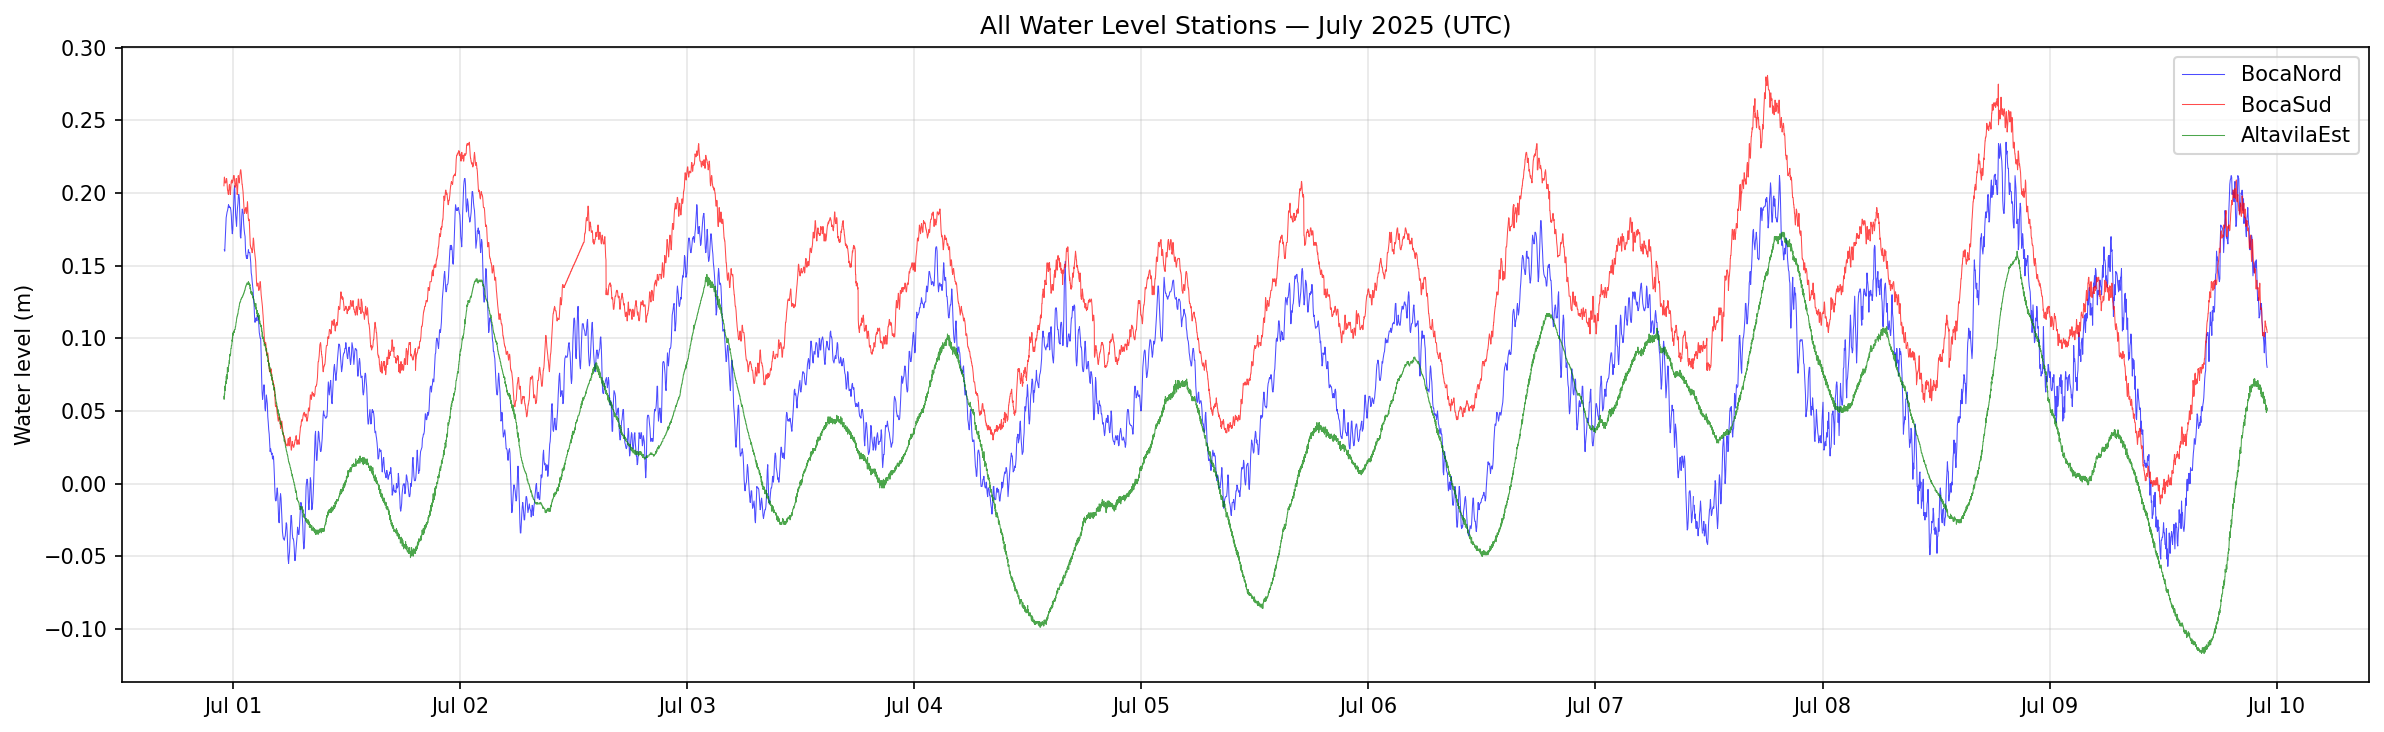 All Water Level Stations — July 2025 (UTC)
BocaNord
BocaSud
AltavilaEst
Water level (m)
0.30
0.25
0.20
0.15
0.10
0.05
0.00
−0.05
−0.10
Jul 01 Jul 02 Jul 03 Jul 04 Jul 05 Jul 06 Jul 07 Jul 08 Jul 09 Jul 10